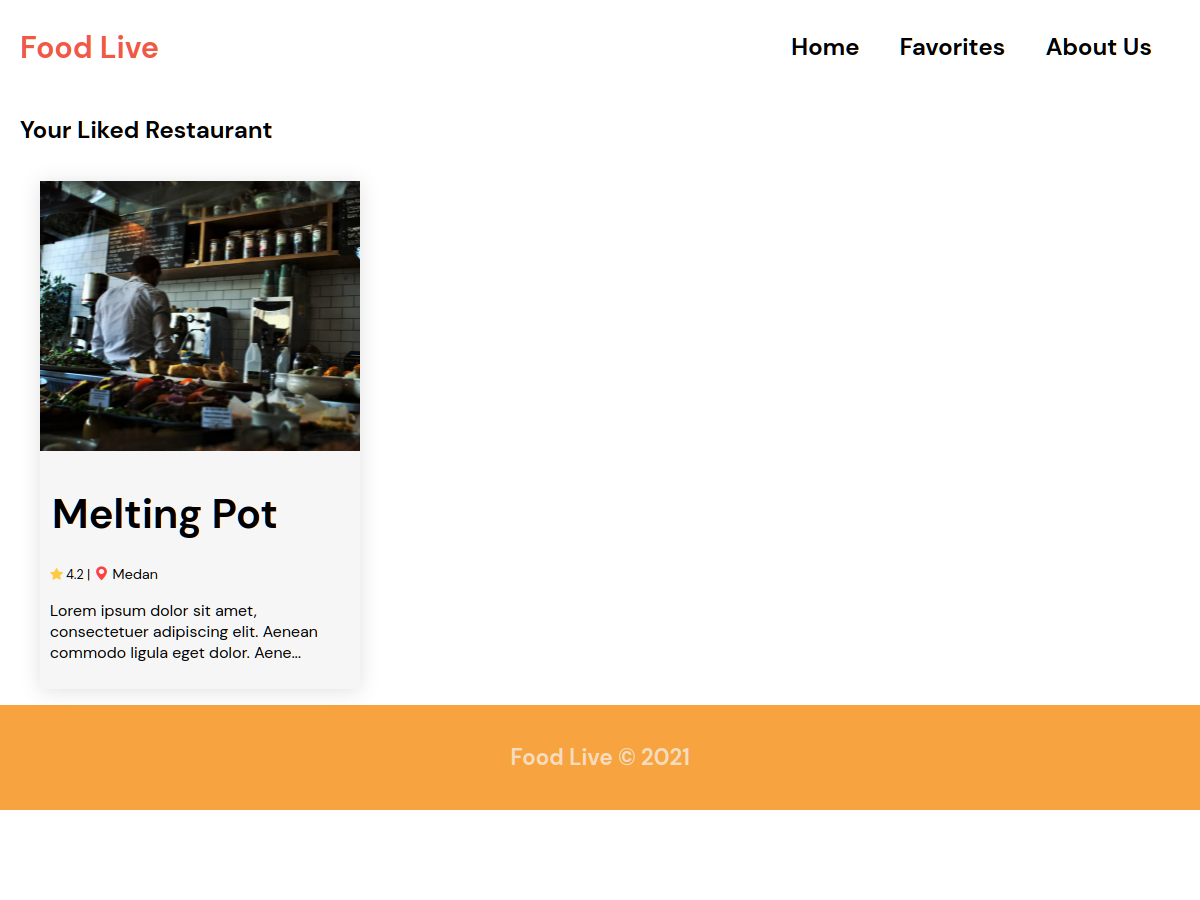 Food Live
Home Favorites About Us
Your Liked Restaurant
Melting Pot
4.2 | Medan
Lorem ipsum dolor sit amet,
consectetuer adipiscing elit. Aenean
commodo ligula eget dolor. Aene...
Food Live © 2021